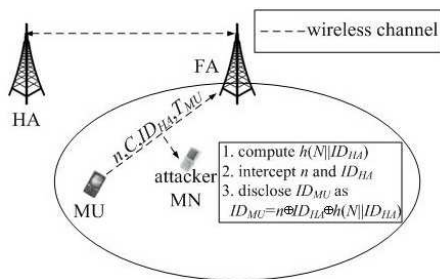 wireless channel
FA
HA
n,C,ID_HA,T_MU
attacker
MN
MU
1. compute h(N||ID_HA)
2. intercept n and ID_HA
3. disclose ID_MU as
ID_MU=n⊕ID_HA⊕h(N||ID_HA)